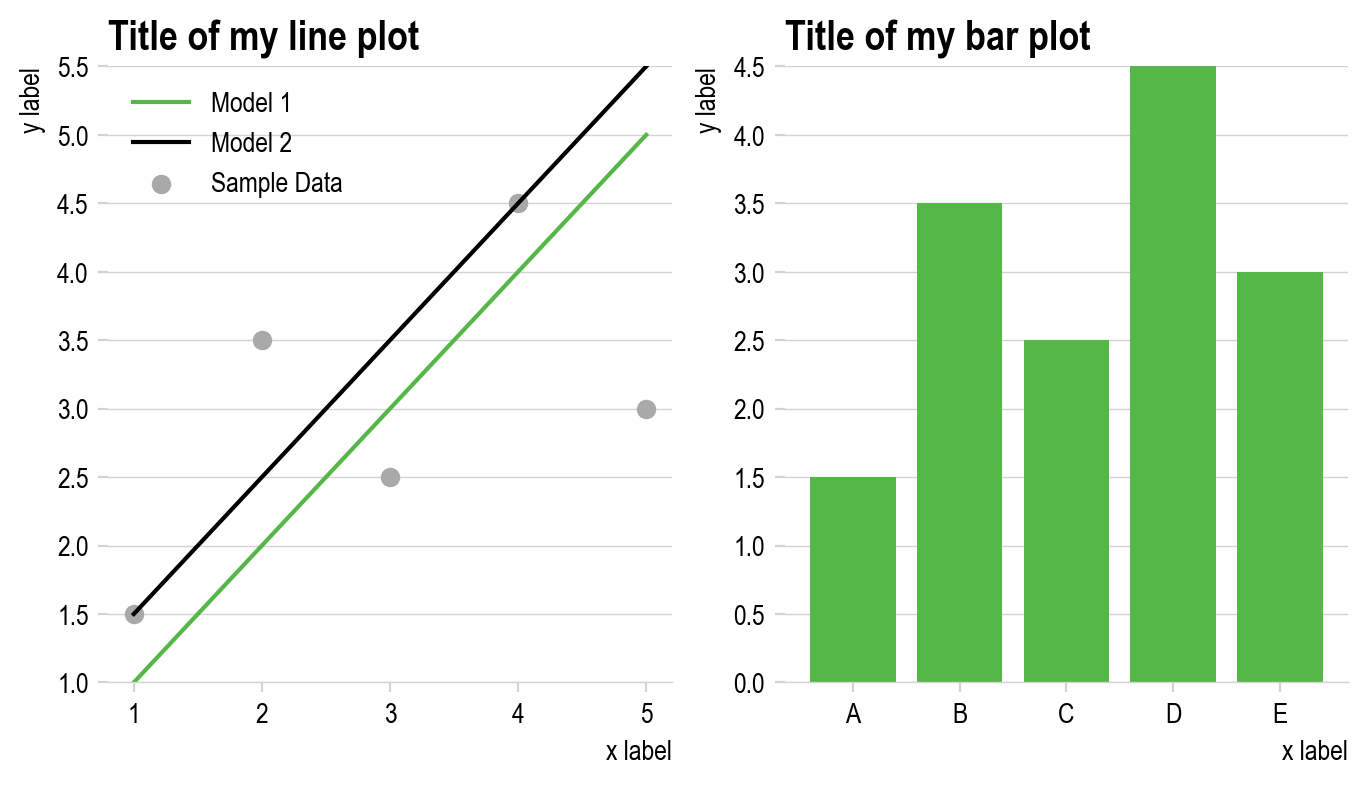 Title of my line plot
y label
5.5
5.0
4.5
4.0
3.5
3.0
2.5
2.0
1.5
1.0
Model 1
Model 2
Sample Data
1 2 3 4 5
x label
Title of my bar plot
y label
4.5
4.0
3.5
3.0
2.5
2.0
1.5
1.0
0.5
0.0
A B C D E
x label